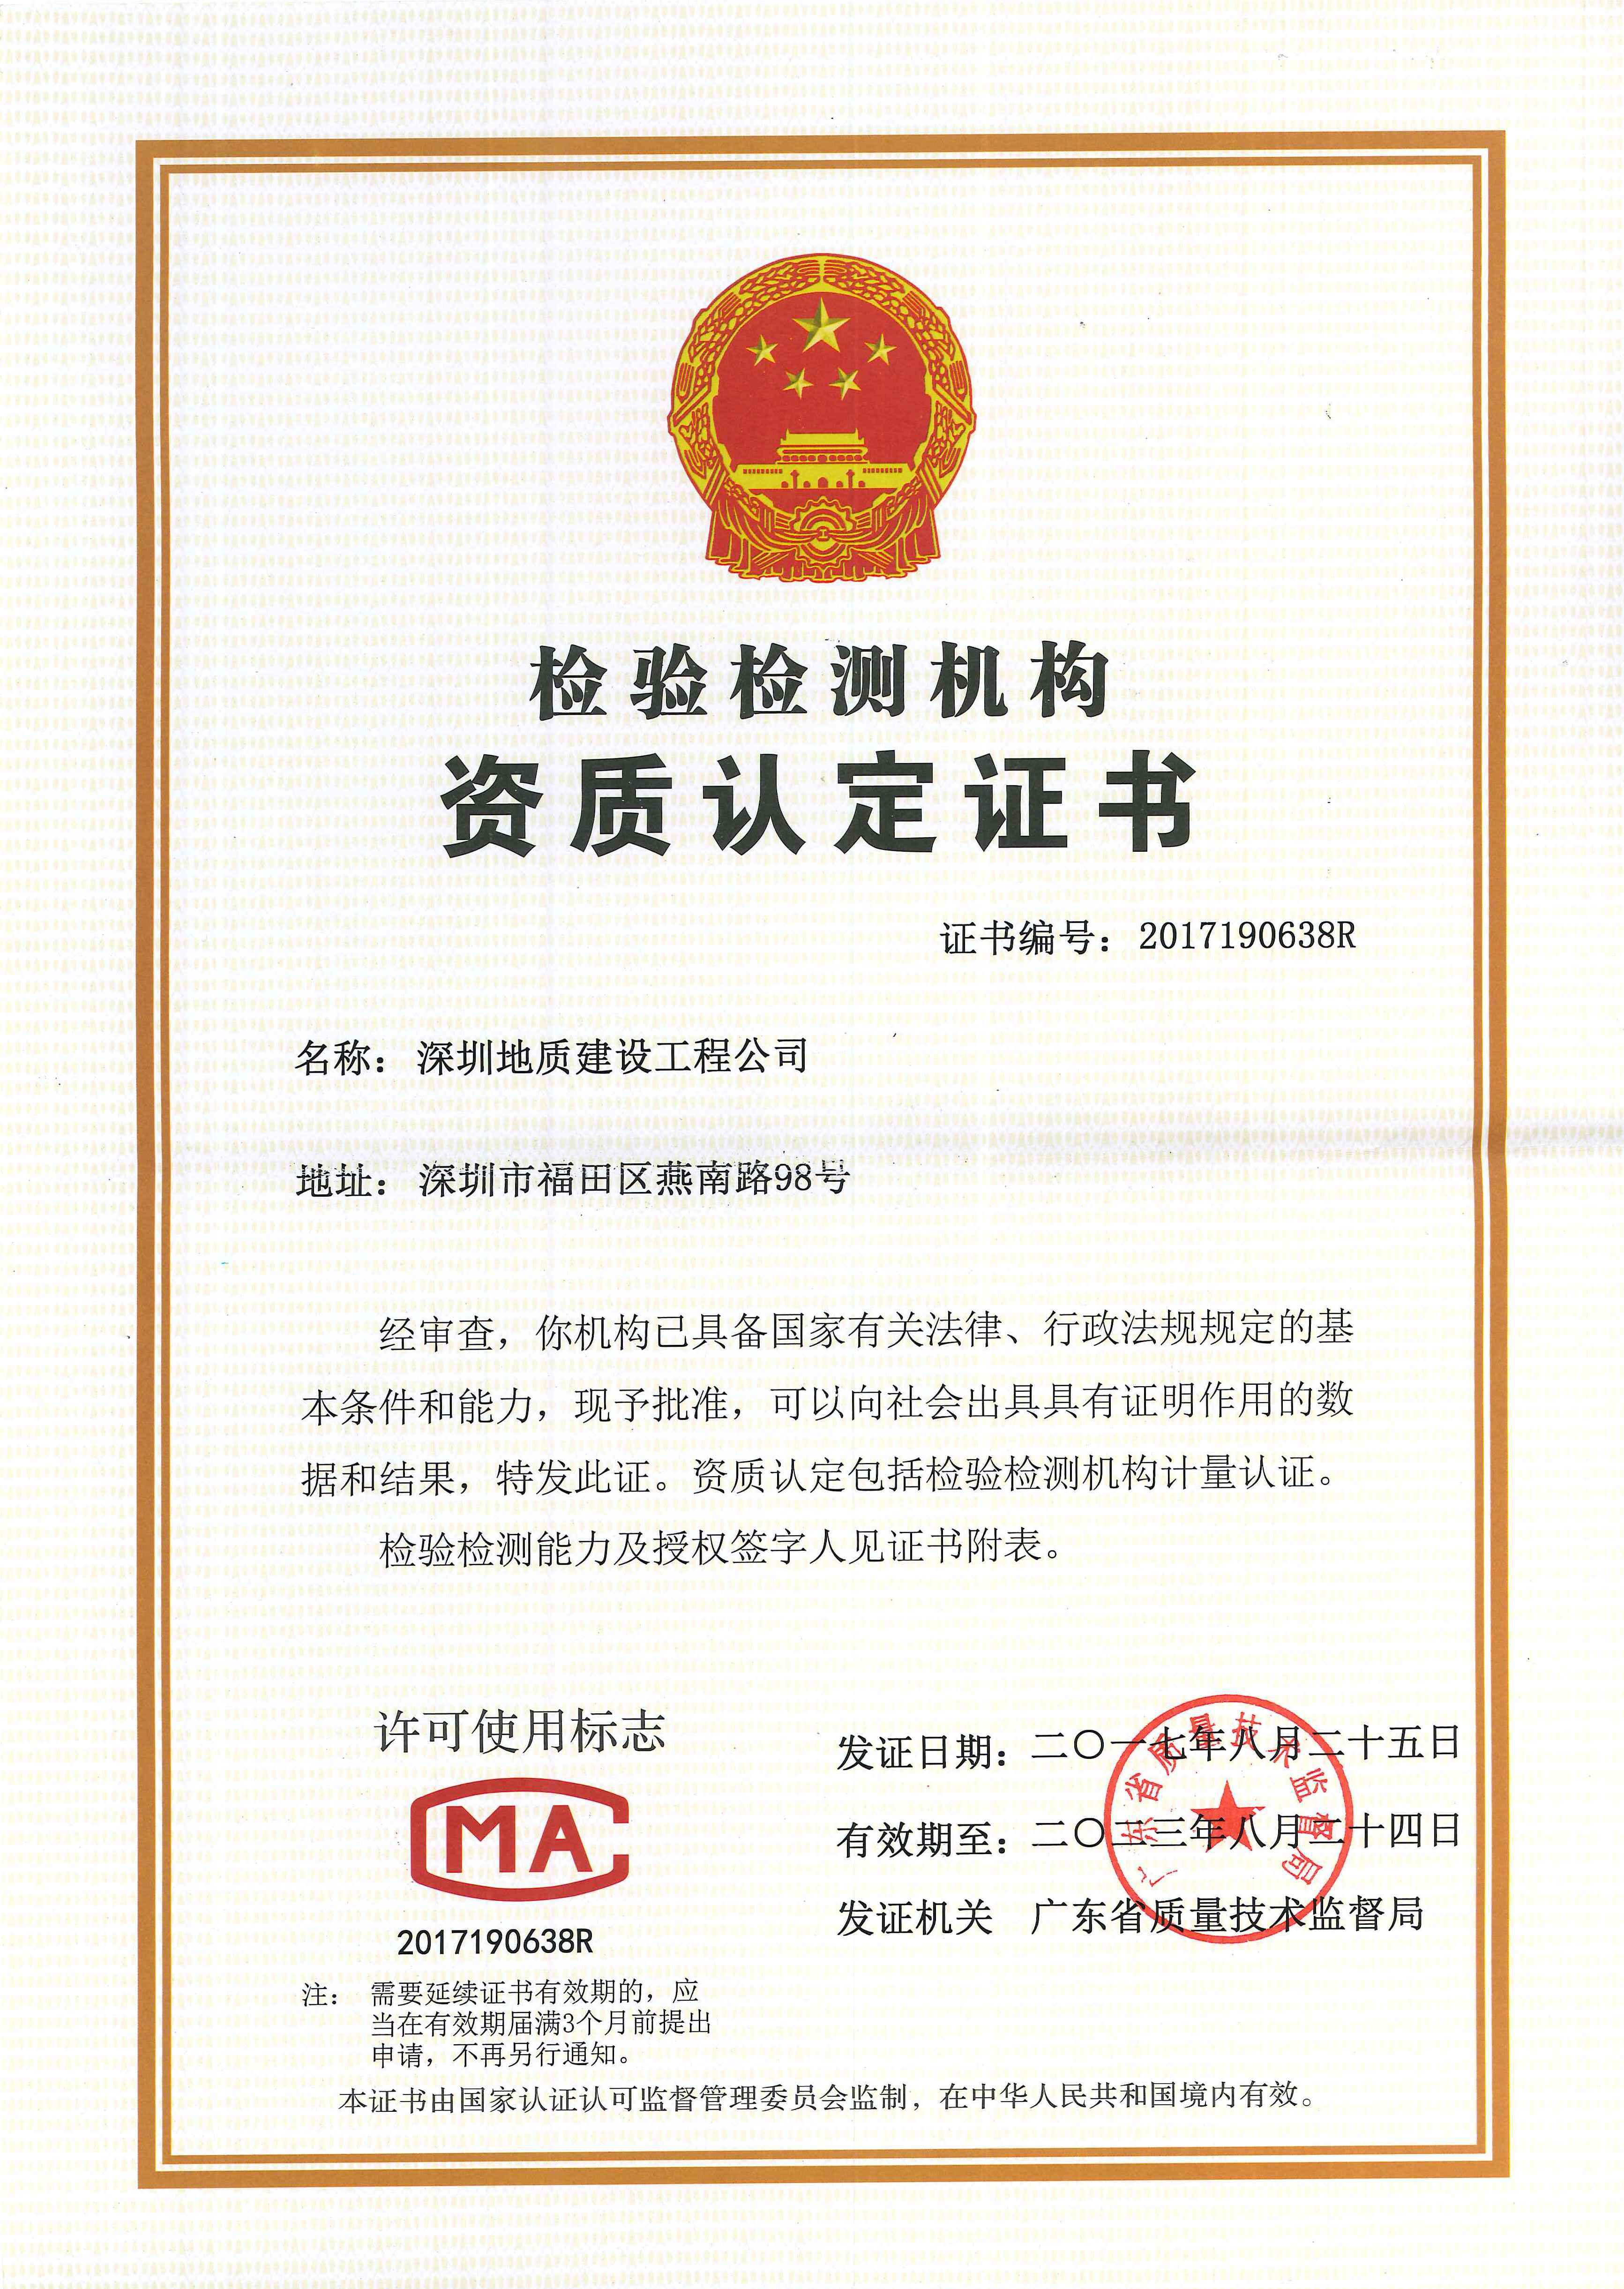 检验检测机构
资质认定证书
证书编号：2017190638R
名称：深圳地质建设工程公司
地址：深圳市福田区燕南路98号
经审查，你机构已具备国家有关法律、行政法规规定的基
本条件和能力，现予批准，可以向社会出具具有证明作用的数
据和结果，特发此证。资质认定包括检验检测机构计量认证。
检验检测能力及授权签字人见证书附表。
许可使用标志
MA
2017190638R
注：需要延续证书有效期的，应
当在有效期届满3个月前提出
申请，不再另行通知。
发证日期：二〇一七年八月二十五日
有效期至：二〇二三年八月二十四日
发证机关 广东省质量技术监督局
广东省质量技术监督局
本证书由国家认证认可监督管理委员会监制，在中华人民共和国境内有效。